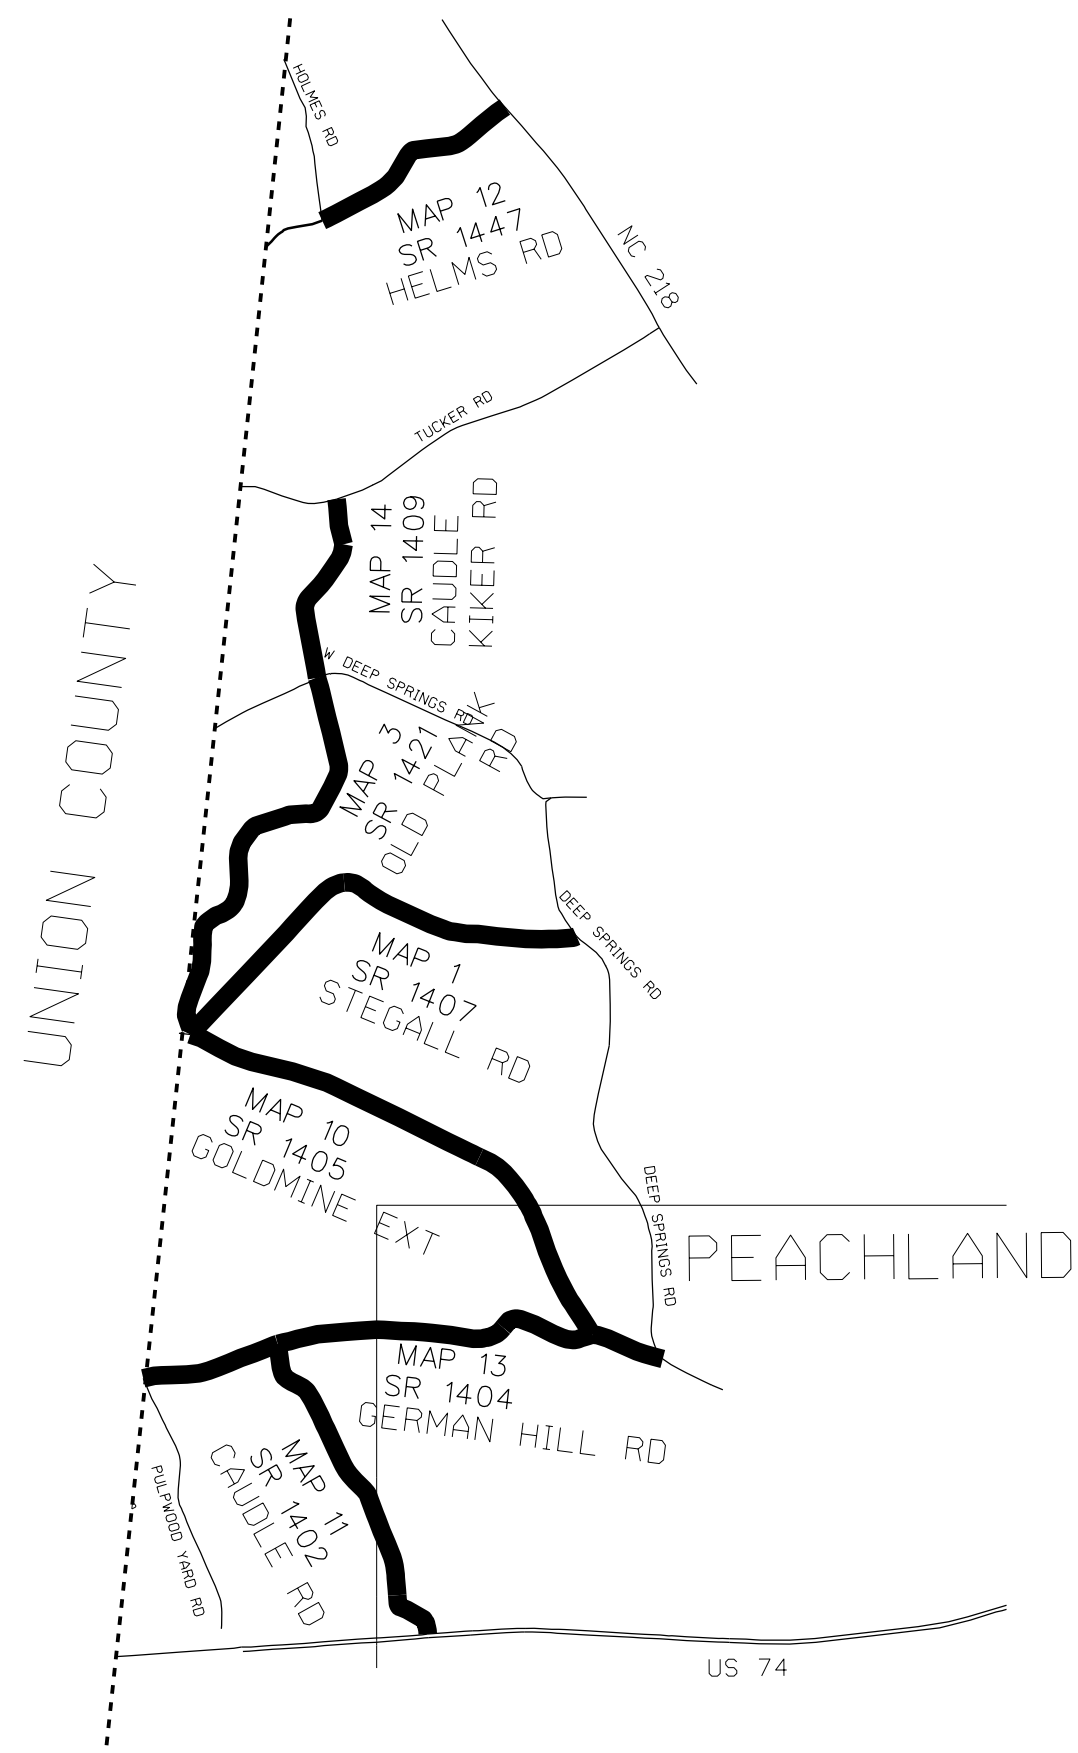 HOLMES RD
MAP 12
SR 1447
HELMS RD
NC 218
TUCKER RD
MAP 14
SR 1409
CAUDLE
KIKER RD
UNION COUNTY
W DEEP SPRINGS RD
MAP 3
SR 1421
OLD PLANK
RD
DEEP SPRINGS RD
MAP 1
SR 1407
STEGALL RD
MAP 10
SR 1405
GOLDMINE EXT
DEEP SPRINGS RD
PEACHLAND
MAP 13
SR 1404
GERMAN HILL RD
MAP 11
SR 1402
CAUDLE RD
PULPWOOD YARD RD
US 74